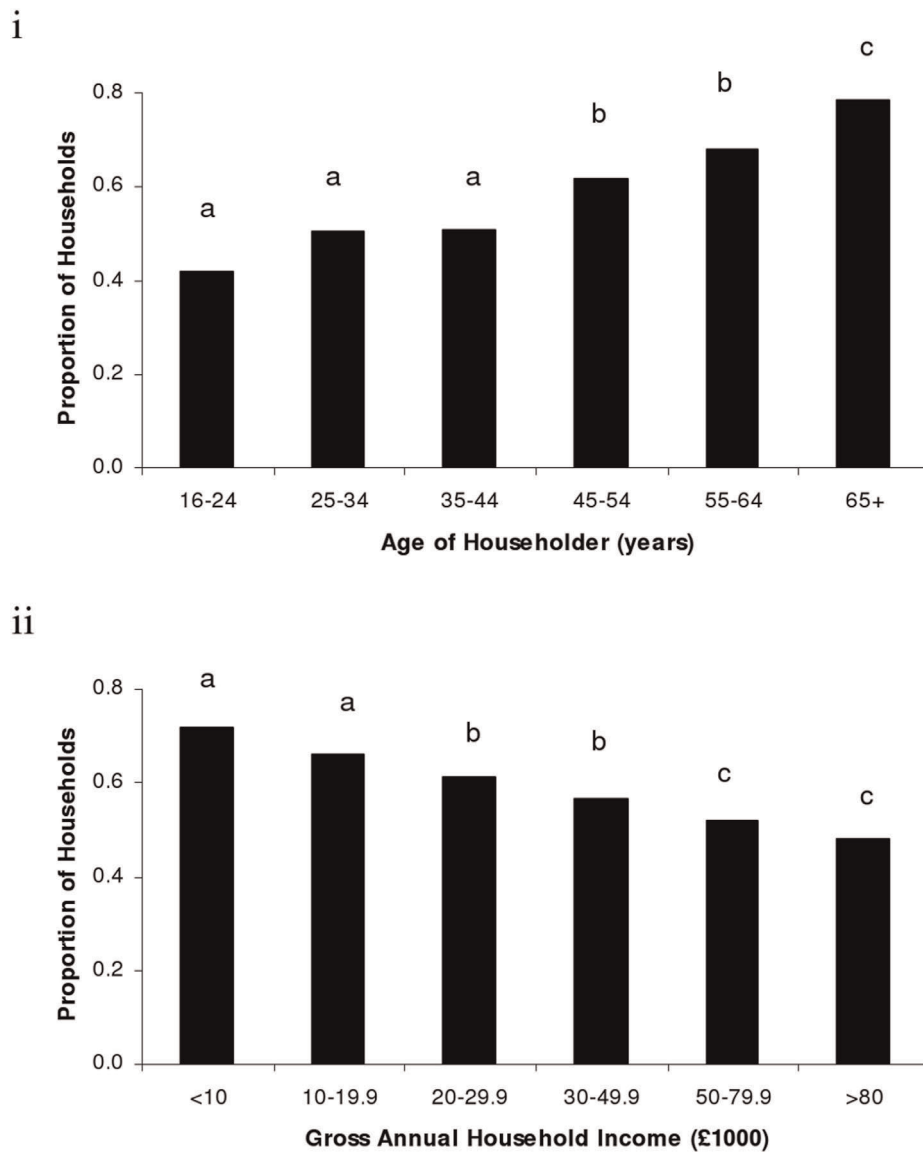 i
c
b
b
a
a
a
0.8
0.6
0.4
0.2
0.0
Proportion of Households
16-24 25-34 35-44 45-54 55-64 65+
Age of Householder (years)
ii
a
a
b
b
c
c
0.8
0.6
0.4
0.2
0.0
Proportion of Households
<10 10-19.9 20-29.9 30-49.9 50-79.9 >80
Gross Annual Household Income (£1000)